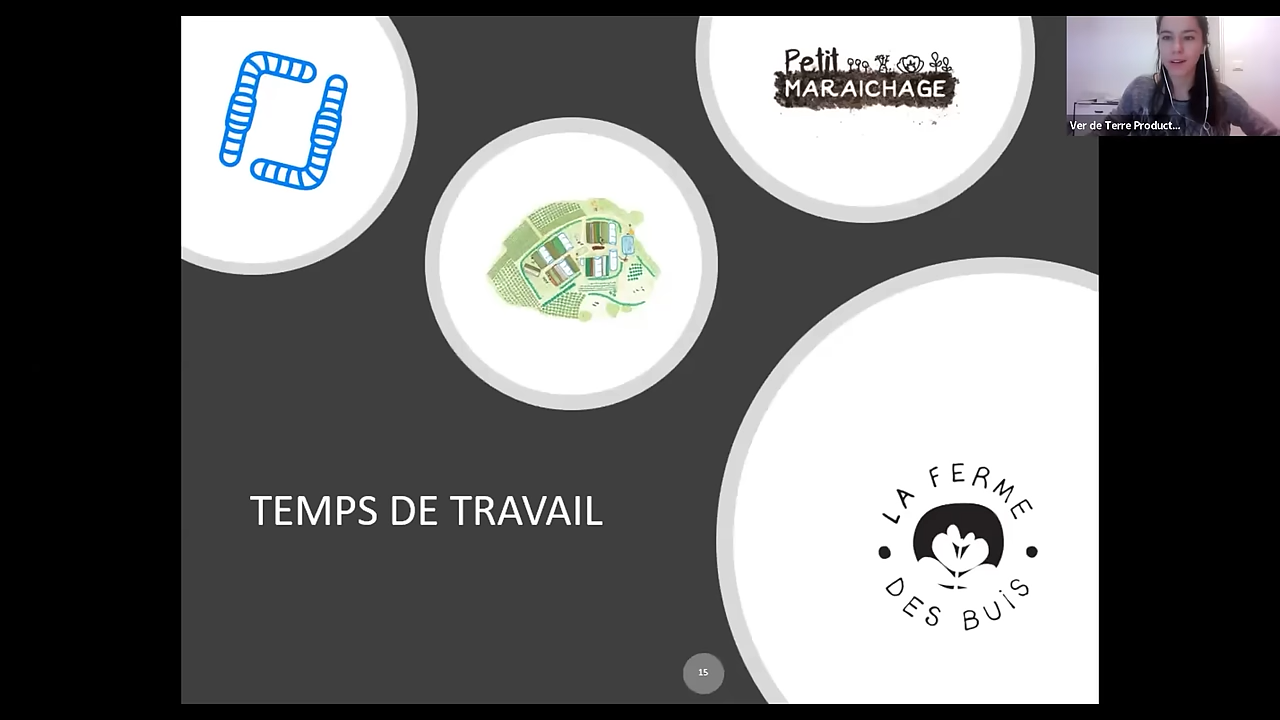 Petit
MARAICHAGE
Ver de Terre Product...
TEMPS DE TRAVAIL
LA FERME
DES BUIS
15